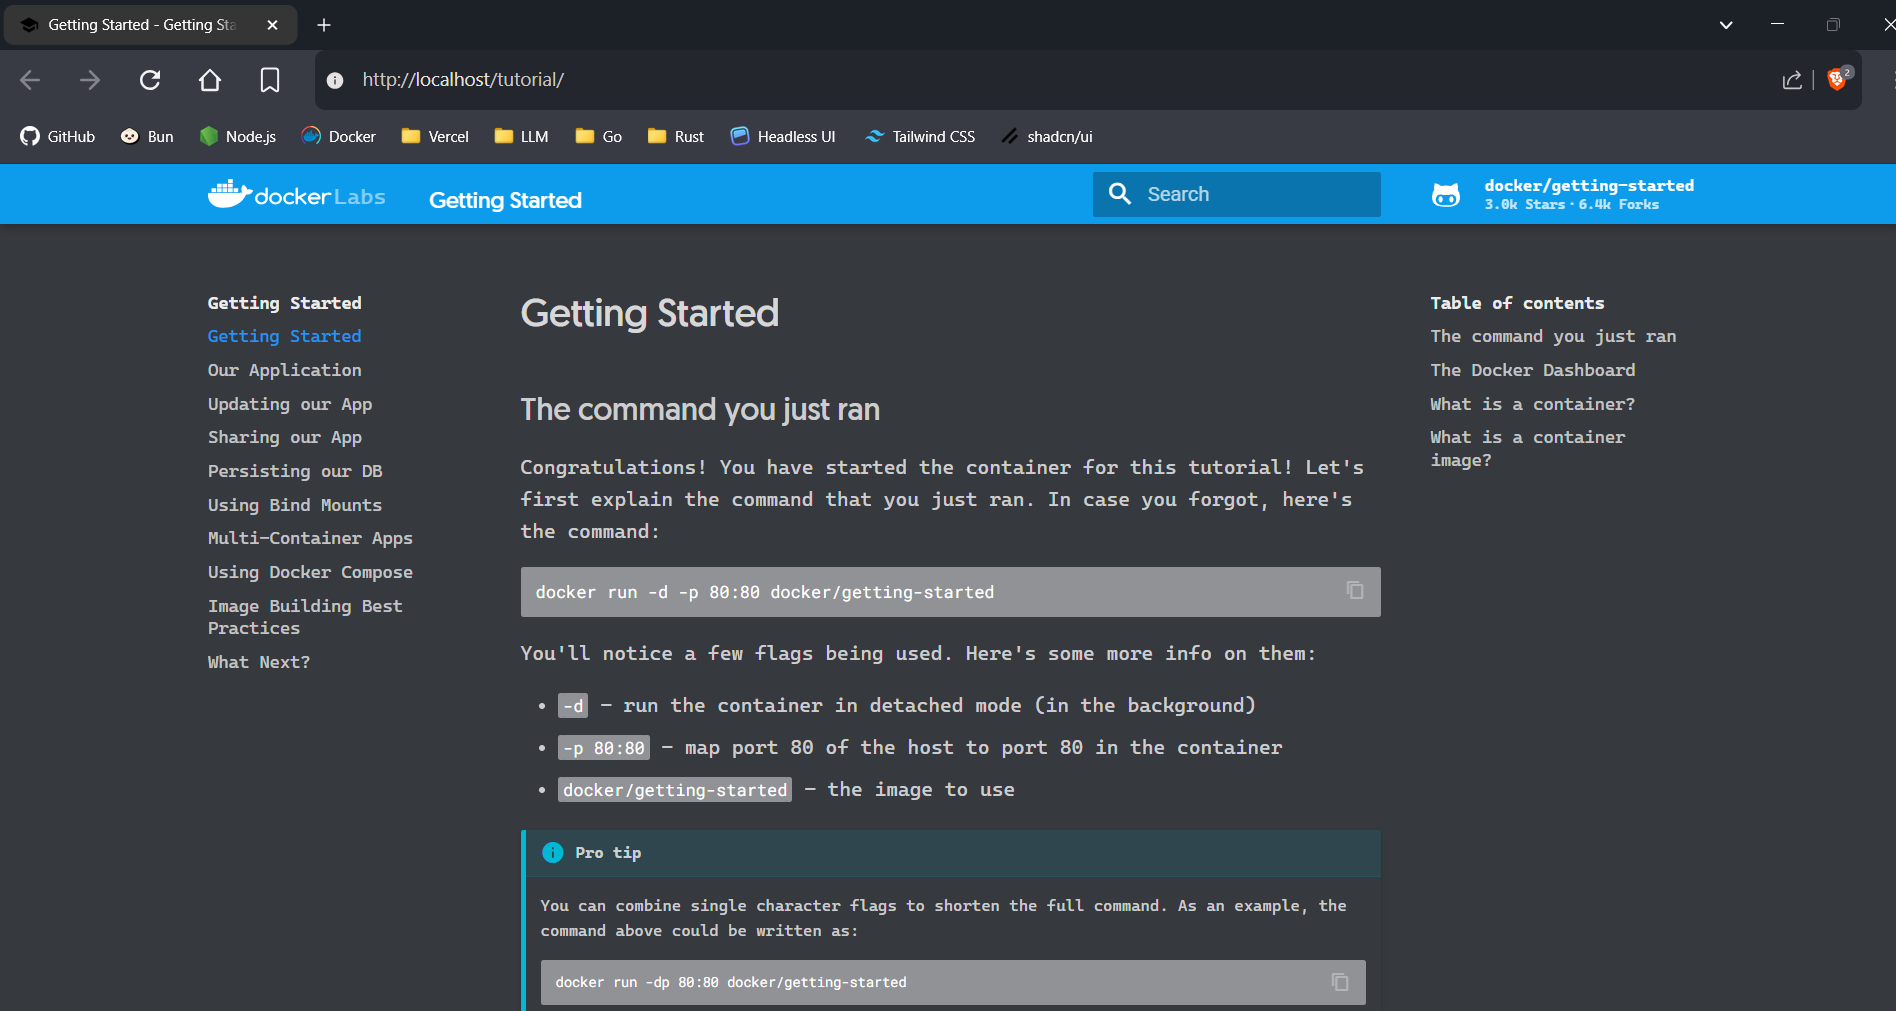 Getting Started - Getting Sta
http://localhost/tutorial/
2
GitHub
Bun
Node.js
Docker
Vercel
LLM
Go
Rust
Headless UI
Tailwind CSS
shadcn/ui
dockerLabs
Getting Started
Search
docker/getting-started
3.0k Stars · 6.4k Forks
Getting Started
Getting Started
Our Application
Updating our App
Sharing our App
Persisting our DB
Using Bind Mounts
Multi-Container Apps
Using Docker Compose
Image Building Best
Practices
What Next?
Getting Started
The command you just ran
Congratulations! You have started the container for this tutorial! Let's
first explain the command that you just ran. In case you forgot, here's
the command:
docker run -d -p 80:80 docker/getting-started
You'll notice a few flags being used. Here's some more info on them:
• -d - run the container in detached mode (in the background)
• -p 80:80 - map port 80 of the host to port 80 in the container
• docker/getting-started - the image to use
Pro tip
You can combine single character flags to shorten the full command. As an example, the
command above could be written as:
docker run -dp 80:80 docker/getting-started
Table of contents
The command you just ran
The Docker Dashboard
What is a container?
What is a container
image?